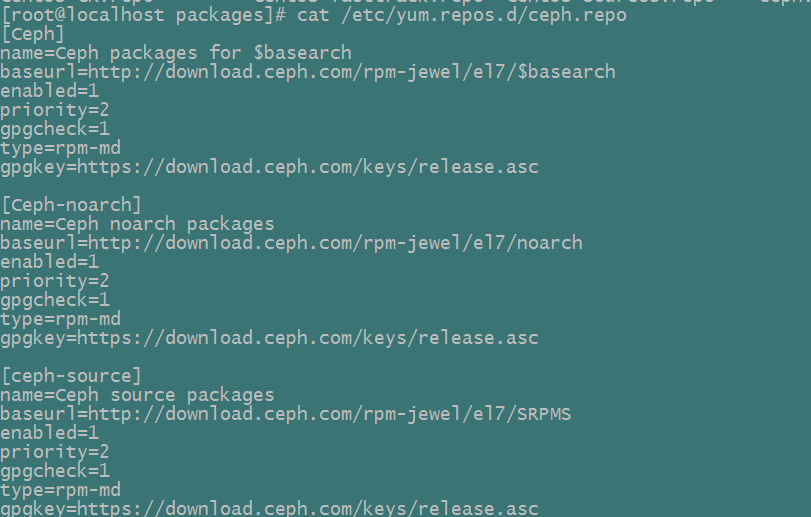 [root@localhost packages]# cat /etc/yum.repos.d/ceph.repo
[Ceph]
name=Ceph packages for $basearch
baseurl=http://download.ceph.com/rpm-jewel/el7/$basearch
enabled=1
priority=2
gpgcheck=1
type=rpm-md
gpgkey=https://download.ceph.com/keys/release.asc
[Ceph-noarch]
name=Ceph noarch packages
baseurl=http://download.ceph.com/rpm-jewel/el7/noarch
enabled=1
priority=2
gpgcheck=1
type=rpm-md
gpgkey=https://download.ceph.com/keys/release.asc
[ceph-source]
name=Ceph source packages
baseurl=http://download.ceph.com/rpm-jewel/el7/SRPMS
enabled=1
priority=2
gpgcheck=1
type=rpm-md
gpgkey=https://download.ceph.com/keys/release.asc